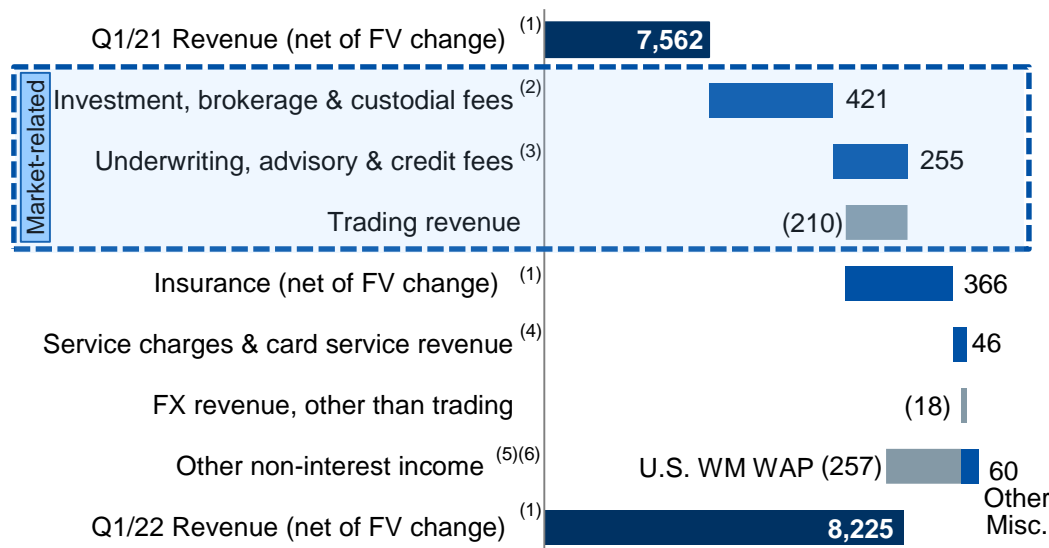 Q1/21 Revenue (net of FV change) (1) 7,562
Market-related
Investment, brokerage & custodial fees (2) 421
Underwriting, advisory & credit fees (3) 255
Trading revenue (210)
Insurance (net of FV change) (1) 366
Service charges & card service revenue (4) 46
FX revenue, other than trading (18)
Other non-interest income (5)(6) U.S. WM WAP (257) 60
Other
Misc.
Q1/22 Revenue (net of FV change) (1) 8,225